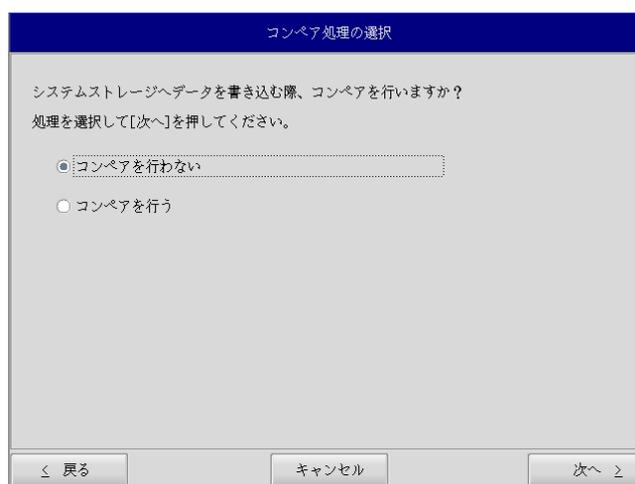 コンペア処理の選択
システムストレージへデータを書き込む際、コンペアを行いますか？
処理を選択して[次へ]を押してください。
コンペアを行わない
コンペアを行う
< 戻る
キャンセル
次へ >